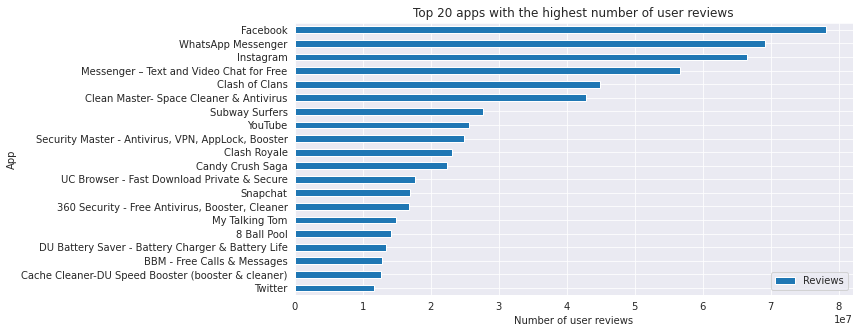 Top 20 apps with the highest number of user reviews
App
Facebook
WhatsApp Messenger
Instagram
Messenger – Text and Video Chat for Free
Clash of Clans
Clean Master- Space Cleaner & Antivirus
Subway Surfers
YouTube
Security Master - Antivirus, VPN, AppLock, Booster
Clash Royale
Candy Crush Saga
UC Browser - Fast Download Private & Secure
Snapchat
360 Security - Free Antivirus, Booster, Cleaner
My Talking Tom
8 Ball Pool
DU Battery Saver - Battery Charger & Battery Life
BBM - Free Calls & Messages
Cache Cleaner-DU Speed Booster (booster & cleaner)
Twitter
Reviews
0 1 2 3 4 5 6 7 8
1e7
Number of user reviews